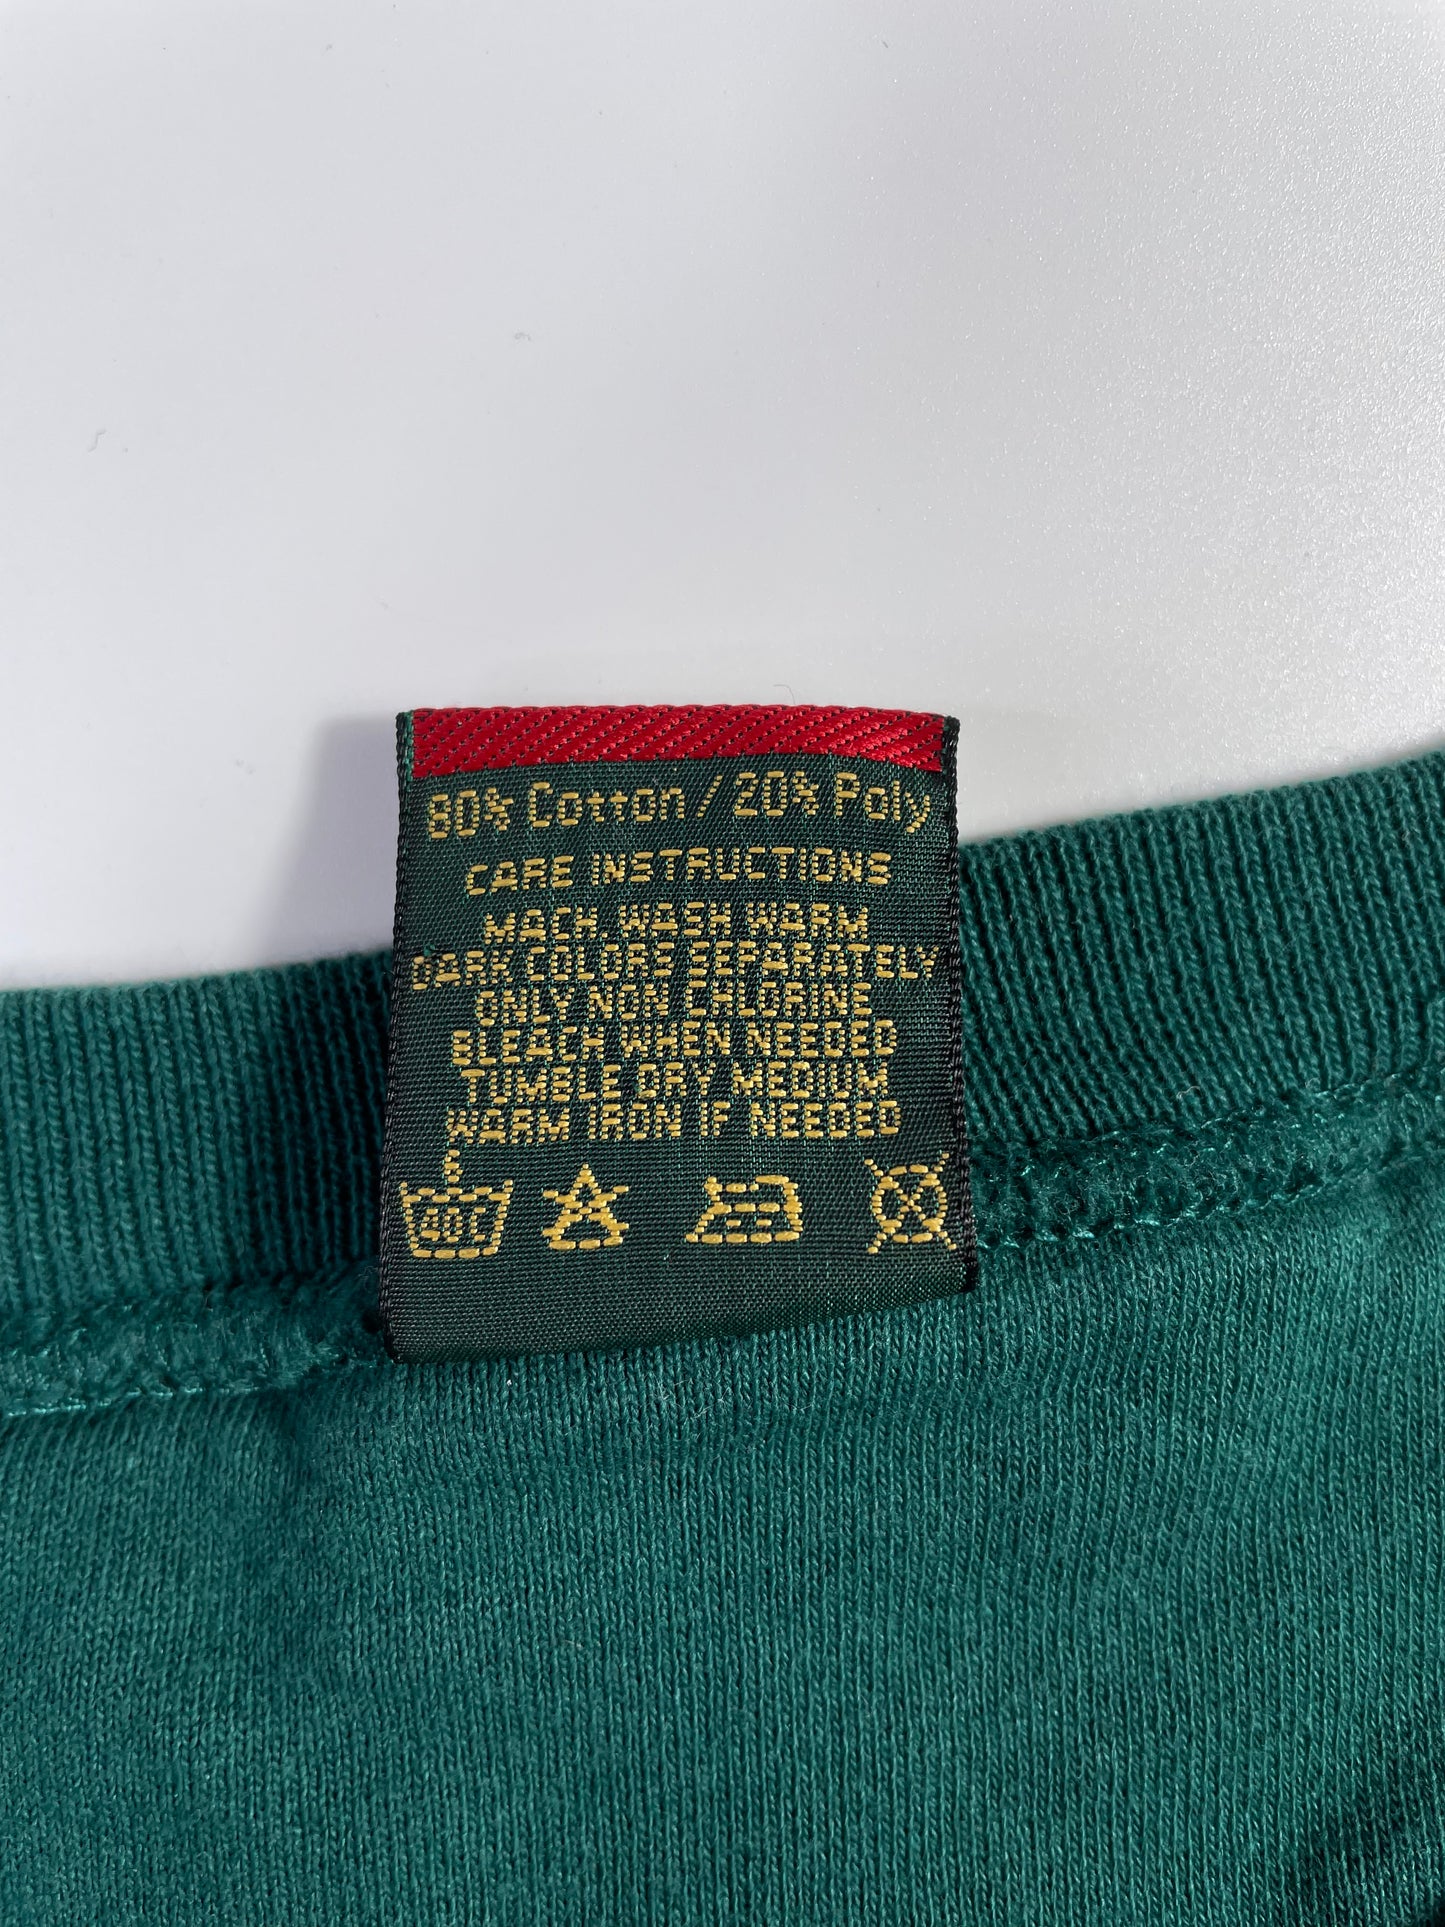 80% Cotton / 20% Poly
CARE INSTRUCTIONS
MACH. WASH WARM
DARK COLORS SEPARATELY
ONLY NON CHLORINE
BLEACH WHEN NEEDED
TUMBLE DRY MEDIUM
WARM IRON IF NEEDED
40C